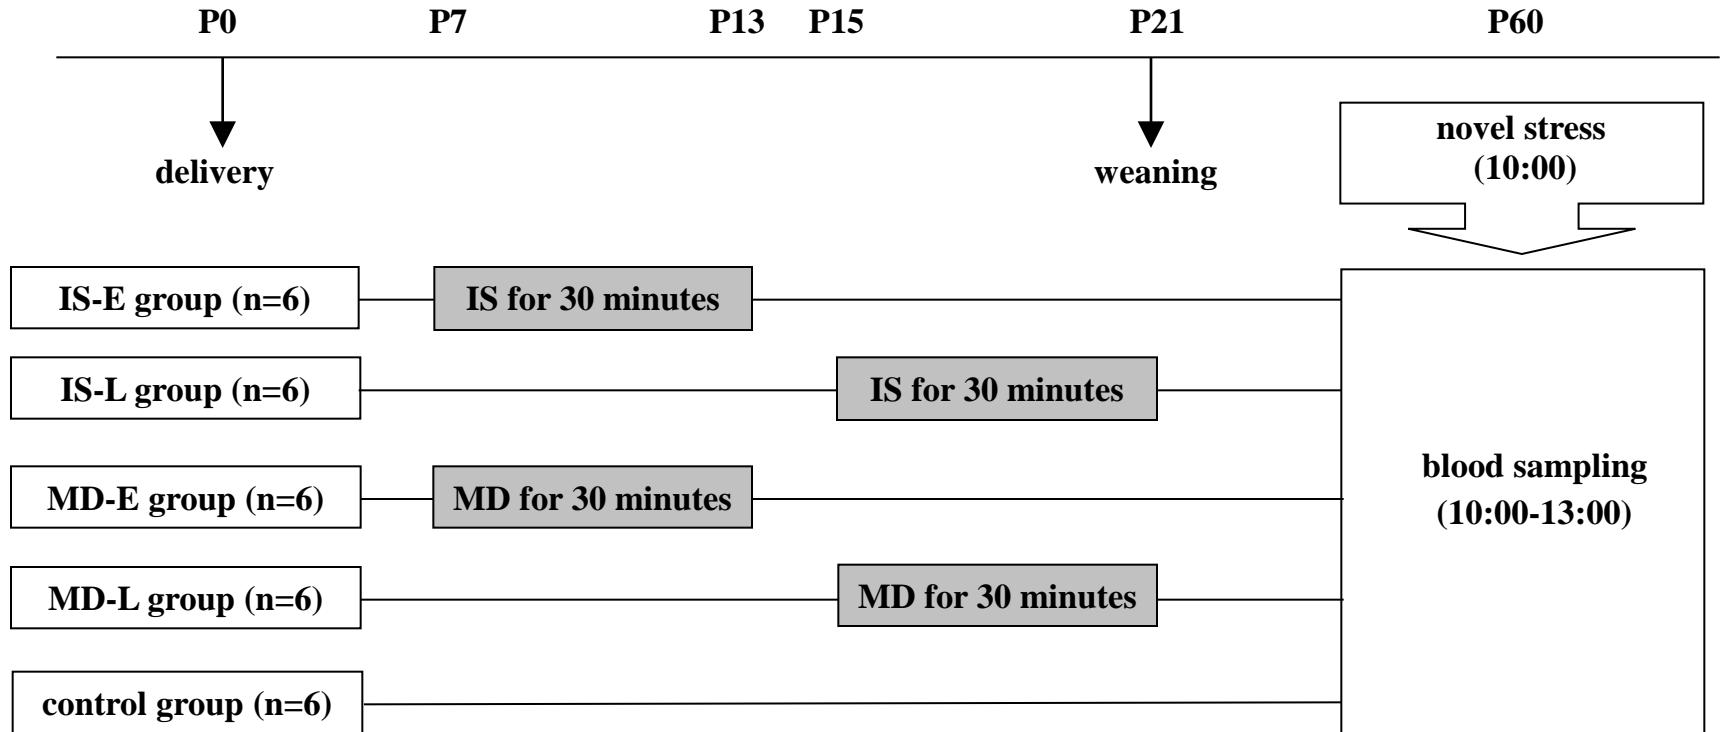 P0 P7 P13 P15 P21 P60
delivery
weaning
novel stress
(10:00)
IS-E group (n=6)
IS for 30 minutes
IS-L group (n=6)
IS for 30 minutes
MD-E group (n=6)
MD for 30 minutes
MD-L group (n=6)
MD for 30 minutes
control group (n=6)
blood sampling
(10:00-13:00)